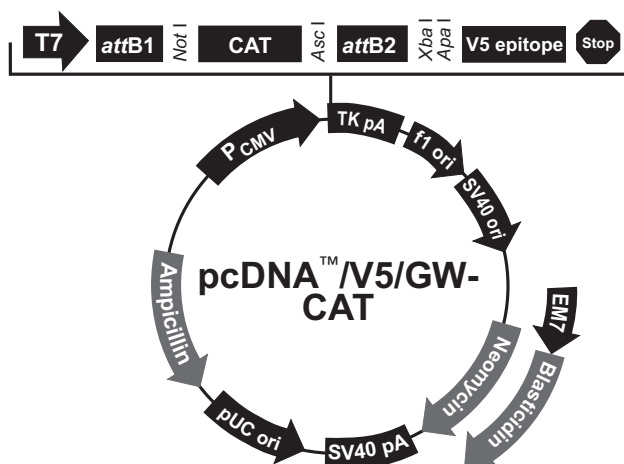 T7
attB1
Not I
CAT
Asc I
attB2
Xba I
Apa I
V5 epitope
Stop
PCMV
TK pA
f1 ori
SV40 ori
pcDNA™/V5/GW-
CAT
Ampicillin
EM7
Neomycin
Blasticidin
pUC ori
SV40 pA